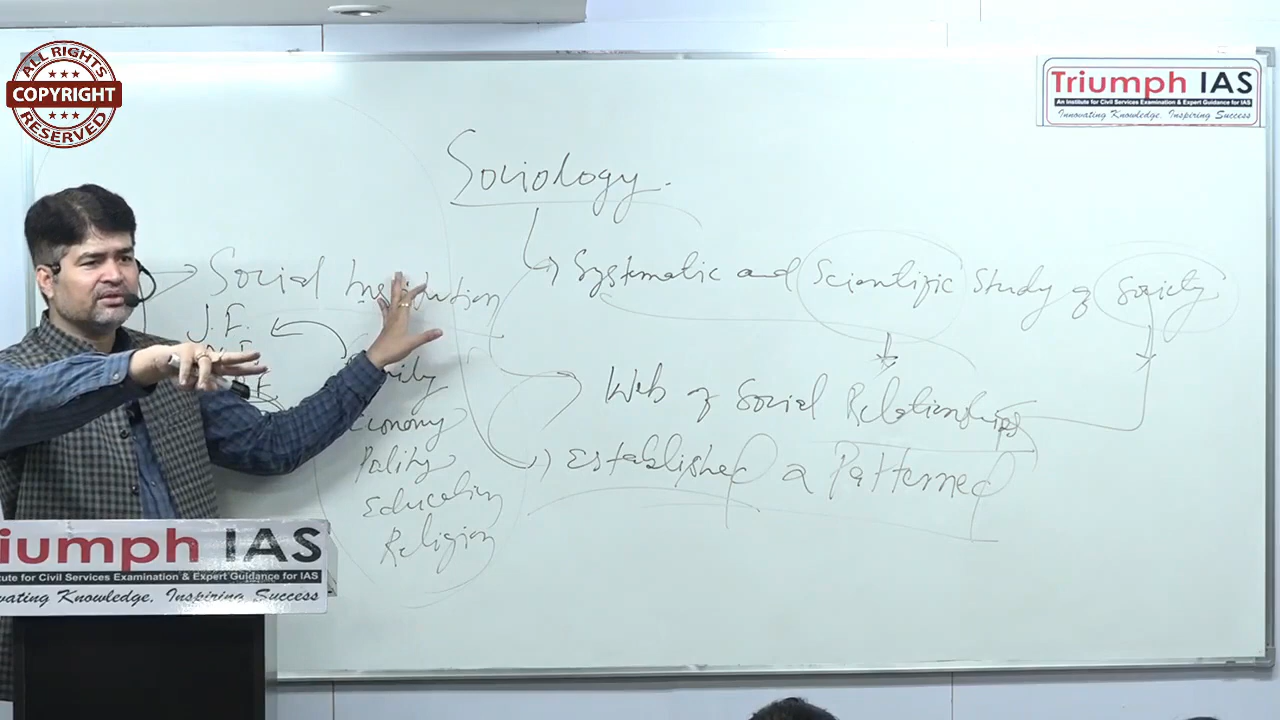 ALL RIGHTS
COPYRIGHT
RESERVED
Triumph IAS
An Institute for Civil Services Examination & Expert Guidance for IAS
Innovating Knowledge, Inspiring Success
Sociology
Systematic and Scientific Study of Society
Web of Social Relationships
Established & Patterned
Social Institution
J.F.
Economy
Polity
Education
Religion
riumph IAS
tute for Civil Services Examination & Expert Guidance for IAS
vating Knowledge, Inspiring Success